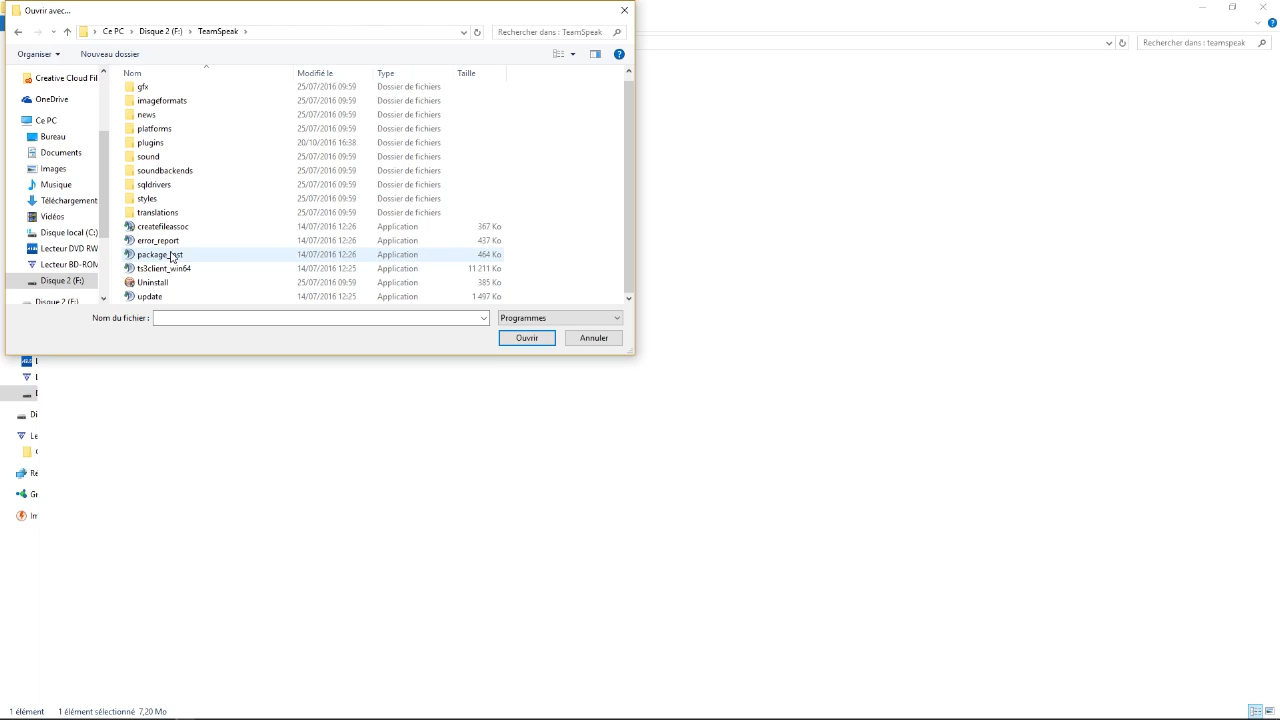 Ouvrir avec...
Ce PC > Disque 2 (F:) > TeamSpeak >
Rechercher dans : TeamSpeak
Rechercher dans : teamspeak
Organiser
Nouveau dossier
Nom Modifié le Type Taille
Creative Cloud Fil
OneDrive
Ce PC
Bureau
Documents
Images
Musique
Téléchargement
Vidéos
Disque local (C:)
Lecteur DVD RW
Lecteur BD-ROM
Disque 2 (F:)
Disque 2 (F:)
gfx 25/07/2016 09:59 Dossier de fichiers
imageformats 25/07/2016 09:59 Dossier de fichiers
news 25/07/2016 09:59 Dossier de fichiers
platforms 25/07/2016 09:59 Dossier de fichiers
plugins 20/10/2016 16:38 Dossier de fichiers
sound 25/07/2016 09:59 Dossier de fichiers
soundbackends 25/07/2016 09:59 Dossier de fichiers
sqldrivers 25/07/2016 09:59 Dossier de fichiers
styles 25/07/2016 09:59 Dossier de fichiers
translations 25/07/2016 09:59 Dossier de fichiers
createfileassoc 14/07/2016 12:26 Application 367 Ko
error_report 14/07/2016 12:26 Application 437 Ko
package_inst 14/07/2016 12:26 Application 464 Ko
ts3client_win64 14/07/2016 12:25 Application 11 211 Ko
Uninstall 25/07/2016 09:59 Application 385 Ko
update 14/07/2016 12:25 Application 1 497 Ko
Nom du fichier :
Programmes
Ouvrir
Annuler
Di
Le
Re
Gr
Im
1 élément 1 élément sélectionné 7,20 Mo